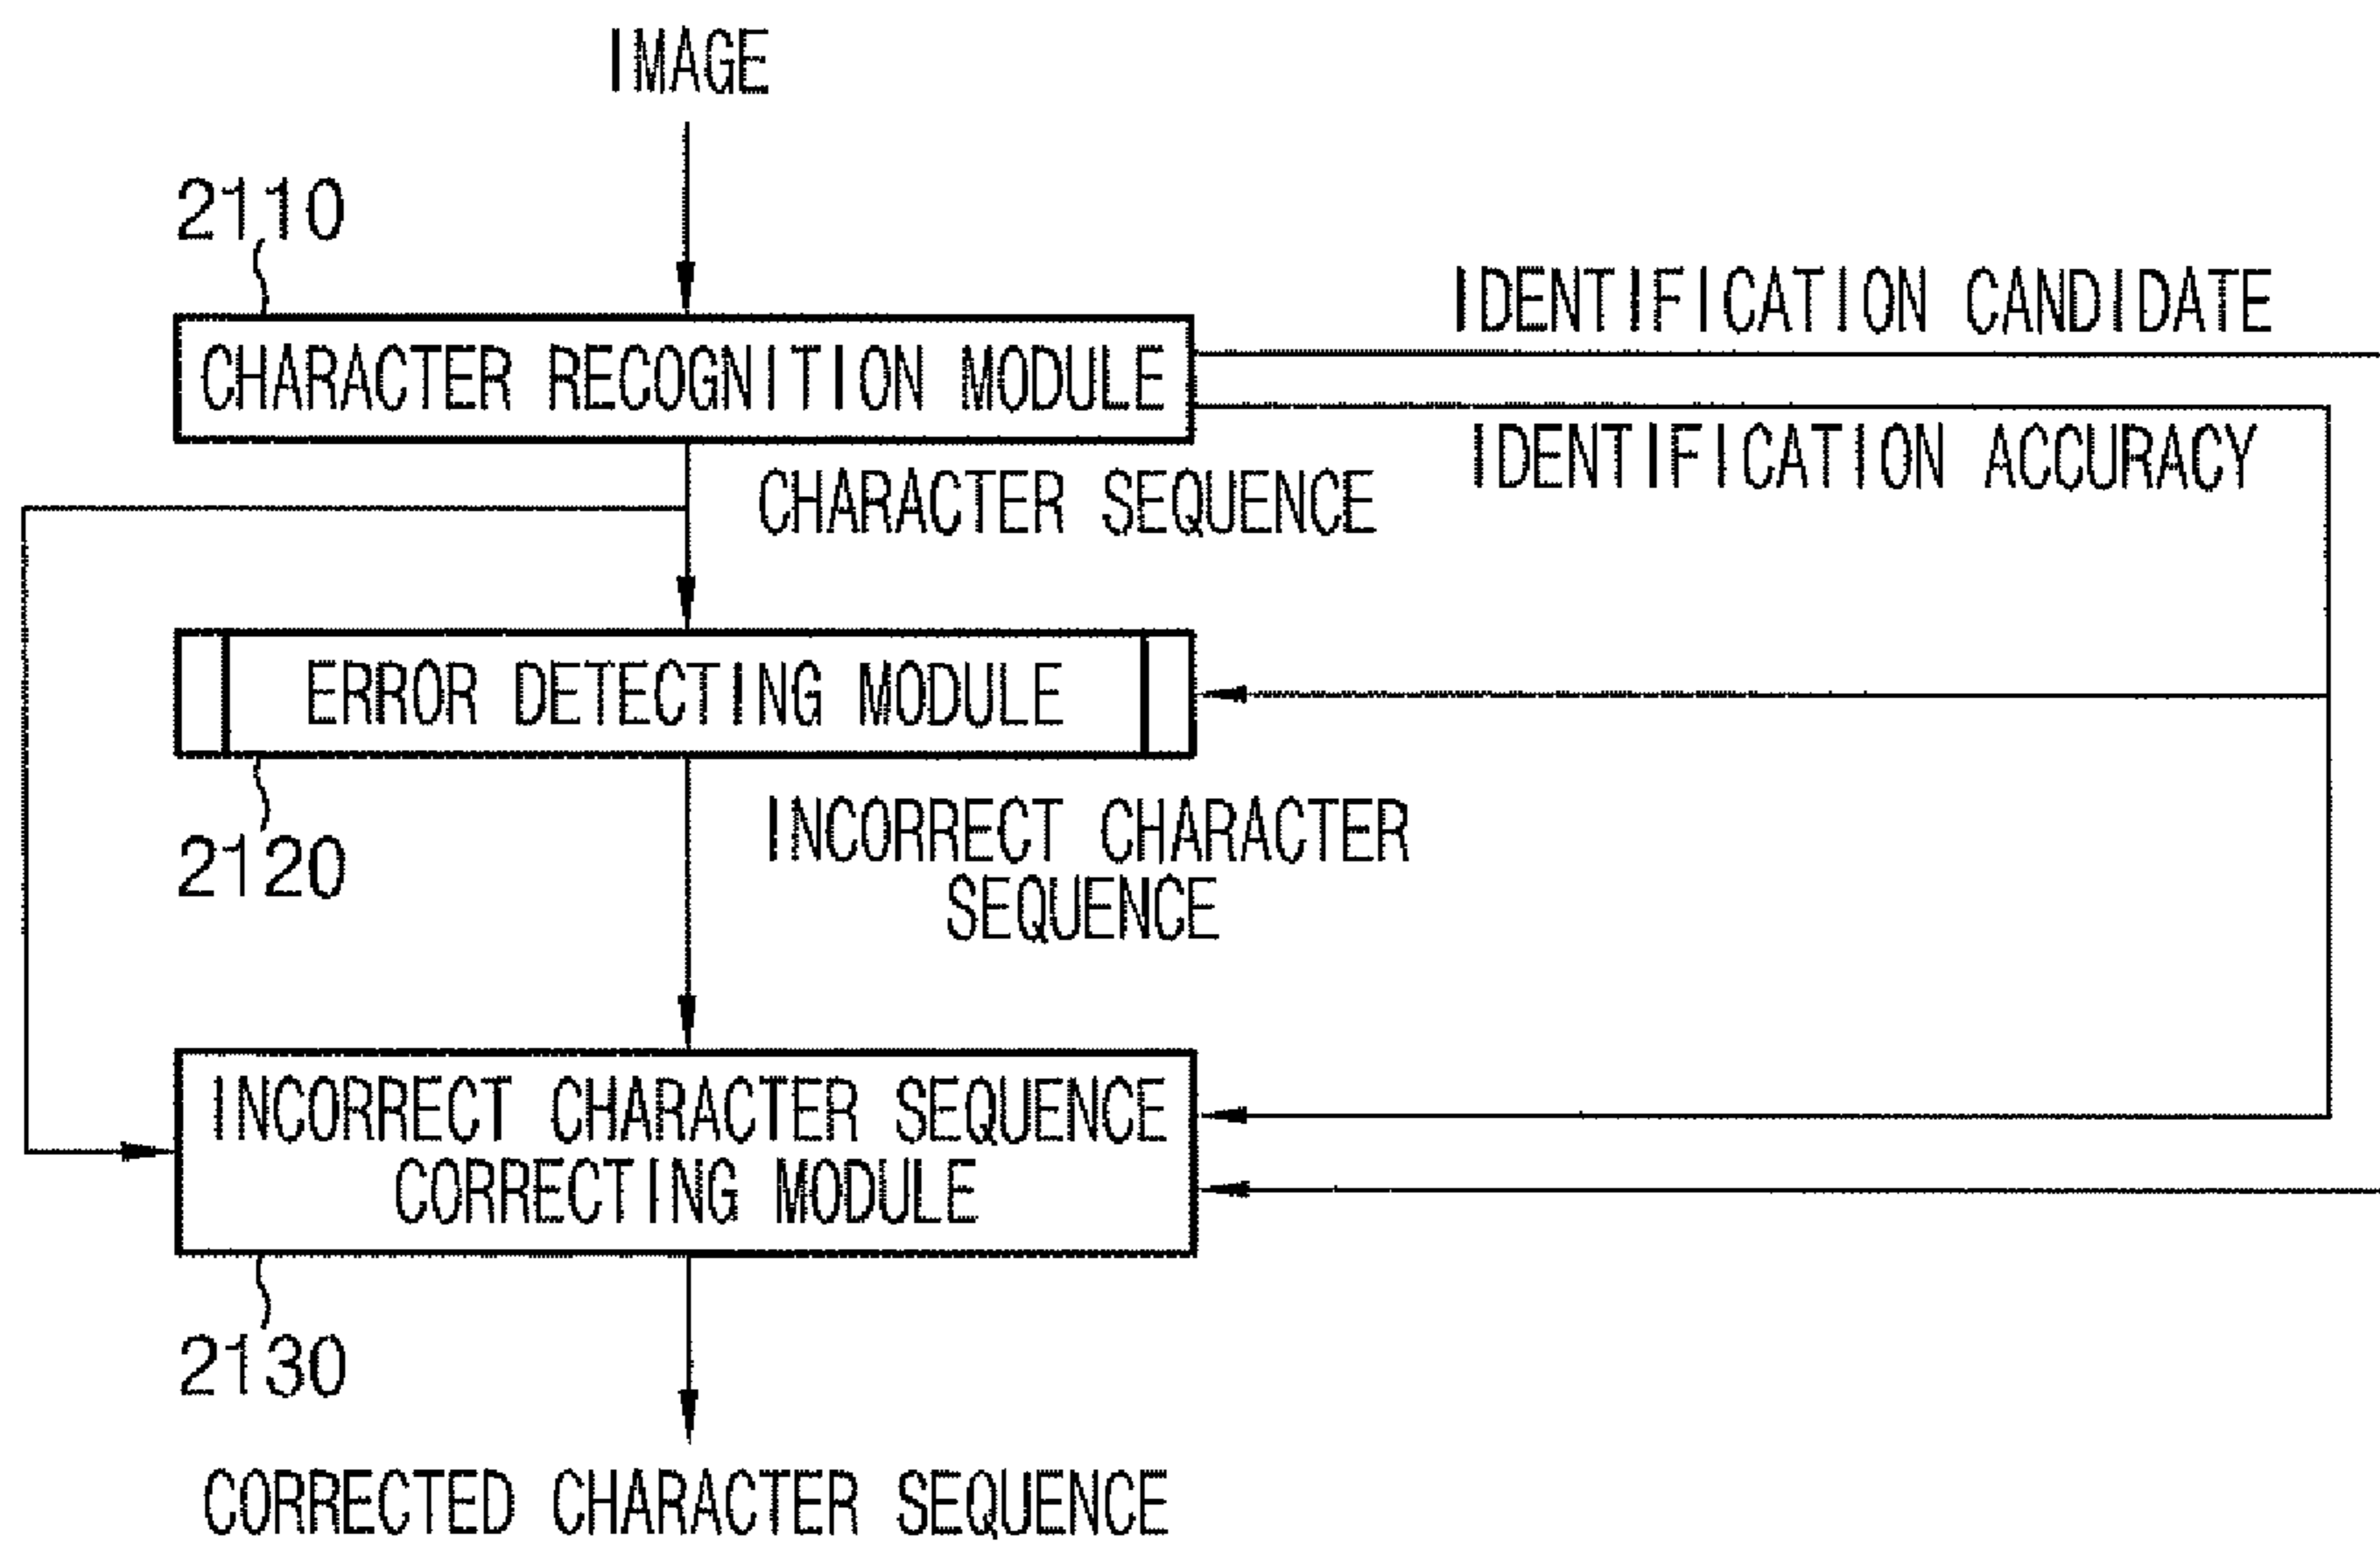 IMAGE
2110
IDENTIFICATION CANDIDATE
CHARACTER RECOGNITION MODULE
IDENTIFICATION ACCURACY
CHARACTER SEQUENCE
ERROR DETECTING MODULE
2120
INCORRECT CHARACTER
SEQUENCE
INCORRECT CHARACTER SEQUENCE
CORRECTING MODULE
2130
CORRECTED CHARACTER SEQUENCE